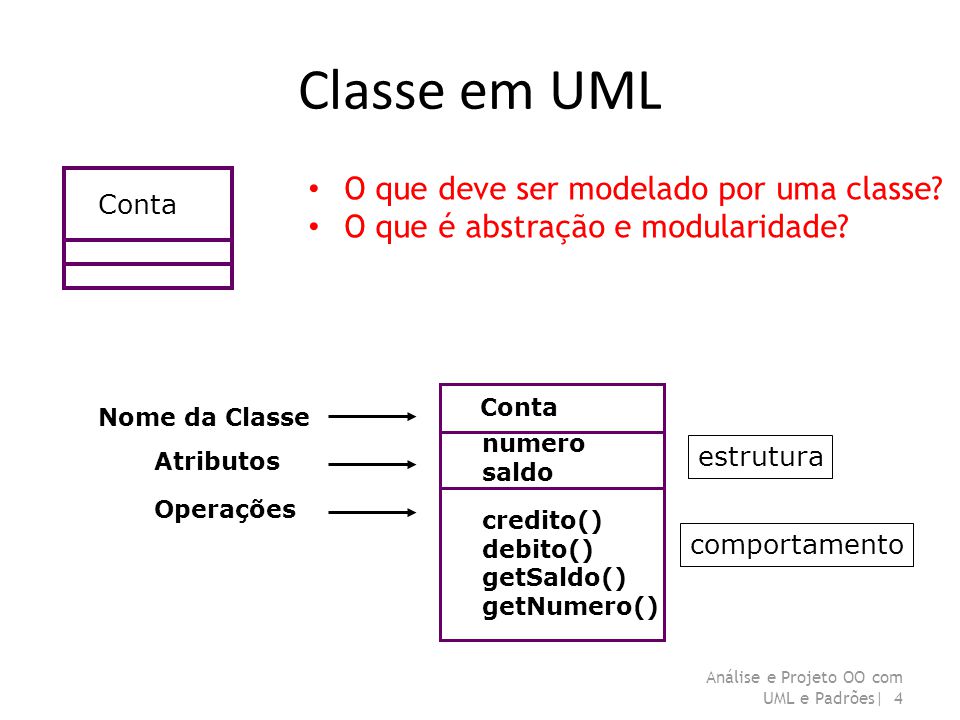 Classe em UML
Conta
• O que deve ser modelado por uma classe?
• O que é abstração e modularidade?
Nome da Classe
Atributos
Operações
Conta
numero
saldo
credito()
debito()
getSaldo()
getNumero()
estrutura
comportamento
Análise e Projeto OO com
UML e Padrões| 4